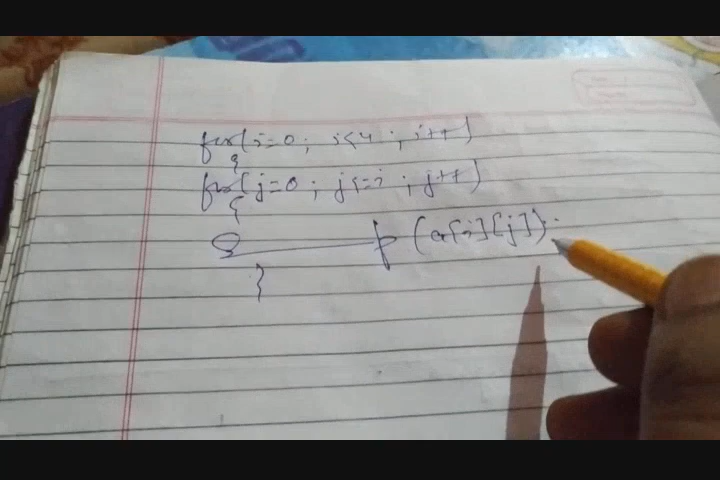 for(i=0; i<4; i++)
{
for(j=0; j<=i; j++)
{
p(a[i][j])
}